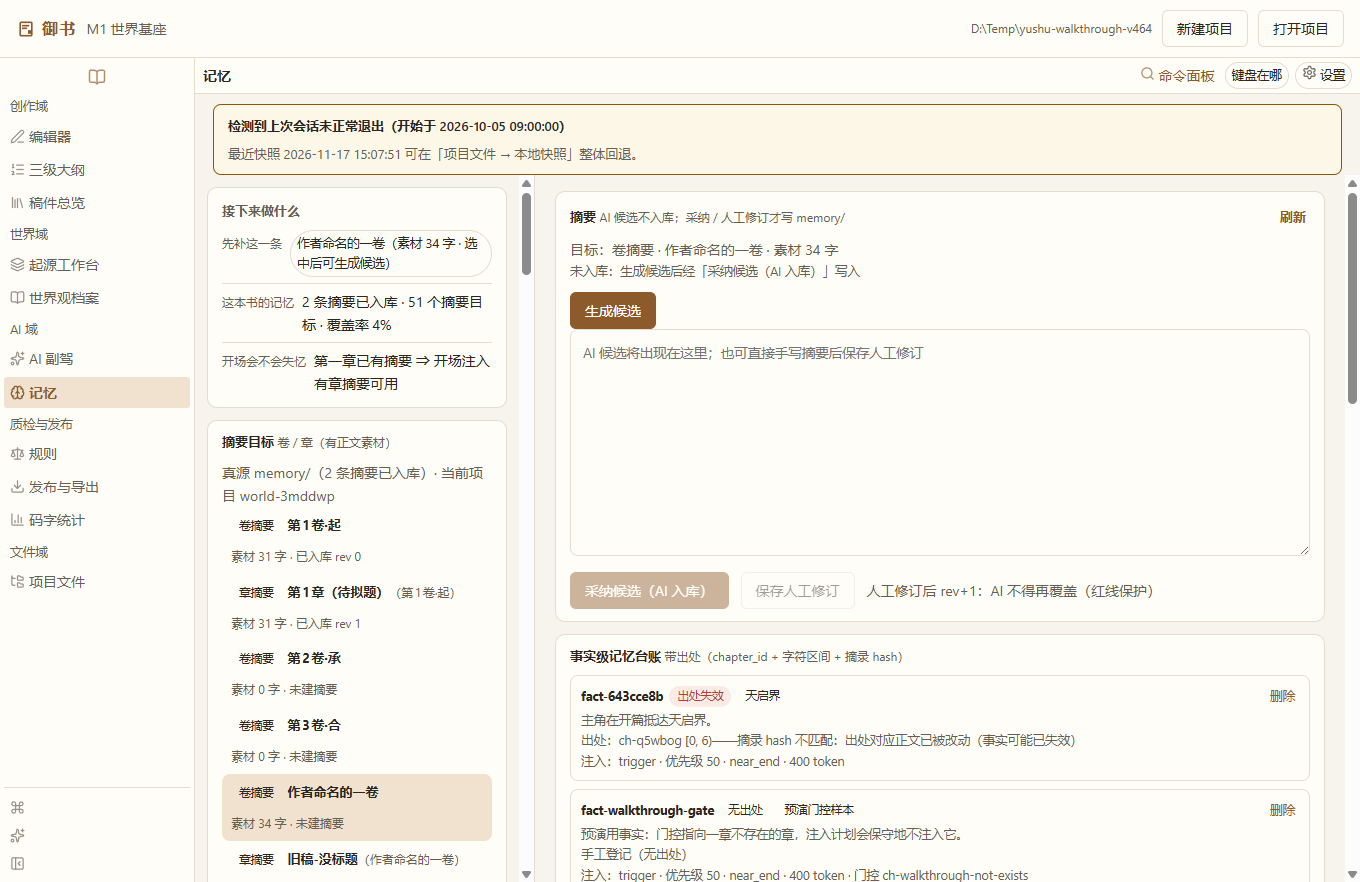 御书 M1 世界基座
D:\Temp\yushu-walkthrough-v464 新建项目 打开项目
创作域
编辑器
三级大纲
稿件总览
世界域
起源工作台
世界观档案
AI 域
AI 副驾
记忆
质检与发布
规则
发布与导出
码字统计
文件域
项目文件
记忆
命令面板 键盘在哪 设置
检测到上次会话未正常退出（开始于 2026-10-05 09:00:00）
最近快照 2026-11-17 15:07:51 可在「项目文件 → 本地快照」整体回退。
接下来做什么
先补这一条 作者命名的一卷（素材 34 字 · 选
中后可生成候选）
这本书的记忆 2 条摘要已入库 · 51 个摘要目
标 · 覆盖率 4%
开场会不会失忆 第一章已有摘要 ⇒ 开场注入
有章摘要可用
摘要目标 卷 / 章（有正文素材）
真源 memory/（2 条摘要已入库）· 当前项
目 world-3mddwp
卷摘要 第1卷·起
素材 31 字 · 已入库 rev 0
章摘要 第1章（待拟题）（第1卷·起）
素材 31 字 · 已入库 rev 1
卷摘要 第2卷·承
素材 0 字 · 未建摘要
卷摘要 第3卷·合
素材 0 字 · 未建摘要
卷摘要 作者命名的一卷
素材 34 字 · 未建摘要
章摘要 旧稿-没标题（作者命名的一卷）
摘要 AI 候选不入库；采纳 / 人工修订才写 memory/ 刷新
目标：卷摘要 · 作者命名的一卷 · 素材 34 字
未入库：生成候选后经「采纳候选（AI 入库）」写入
生成候选
AI 候选将出现在这里；也可直接手写摘要后保存人工修订
采纳候选（AI 入库） 保存人工修订 人工修订后 rev+1：AI 不得再覆盖（红线保护）
事实级记忆台账 带出处（chapter_id + 字符区间 + 摘录 hash）
fact-643cce8b 出处失效 天启界 删除
主角在开篇抵达天启界。
出处：ch-q5wbog [0, 6)——摘录 hash 不匹配：出处对应正文已被改动（事实可能已失效）
注入：trigger · 优先级 50 · near_end · 400 token
fact-walkthrough-gate 无出处 预演门控样本 删除
预演用事实：门控指向一章不存在的章，注入计划会保守地不注入它。
手工登记（无出处）
注入：trigger · 优先级 50 · near_end · 400 token · 门控 ch-walkthrough-not-exists